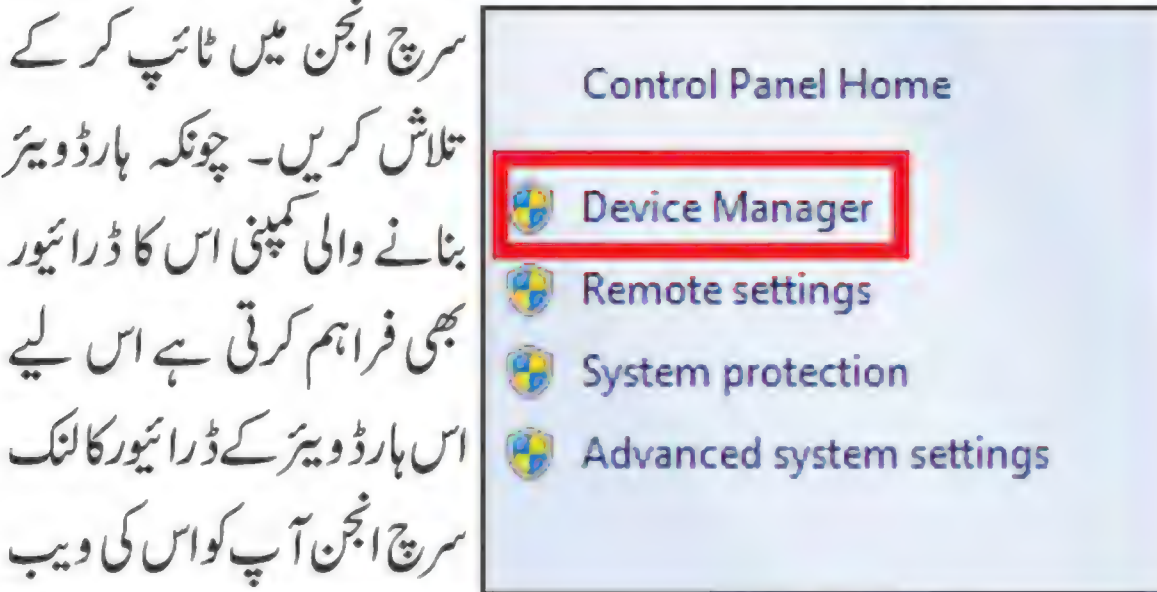 سرچ انجن میں ٹائپ کر کے
تلاش کریں۔ چونکہ ہارڈویئر
بنانے والی کمپنی اس کا ڈرائیور
بھی فراہم کرتی ہے اس لیے
اس ہارڈویئر کے ڈرائیور کا لنک
سرچ انجن آپ کو اس کی ویب
Control Panel Home
Device Manager
Remote settings
System protection
Advanced system settings